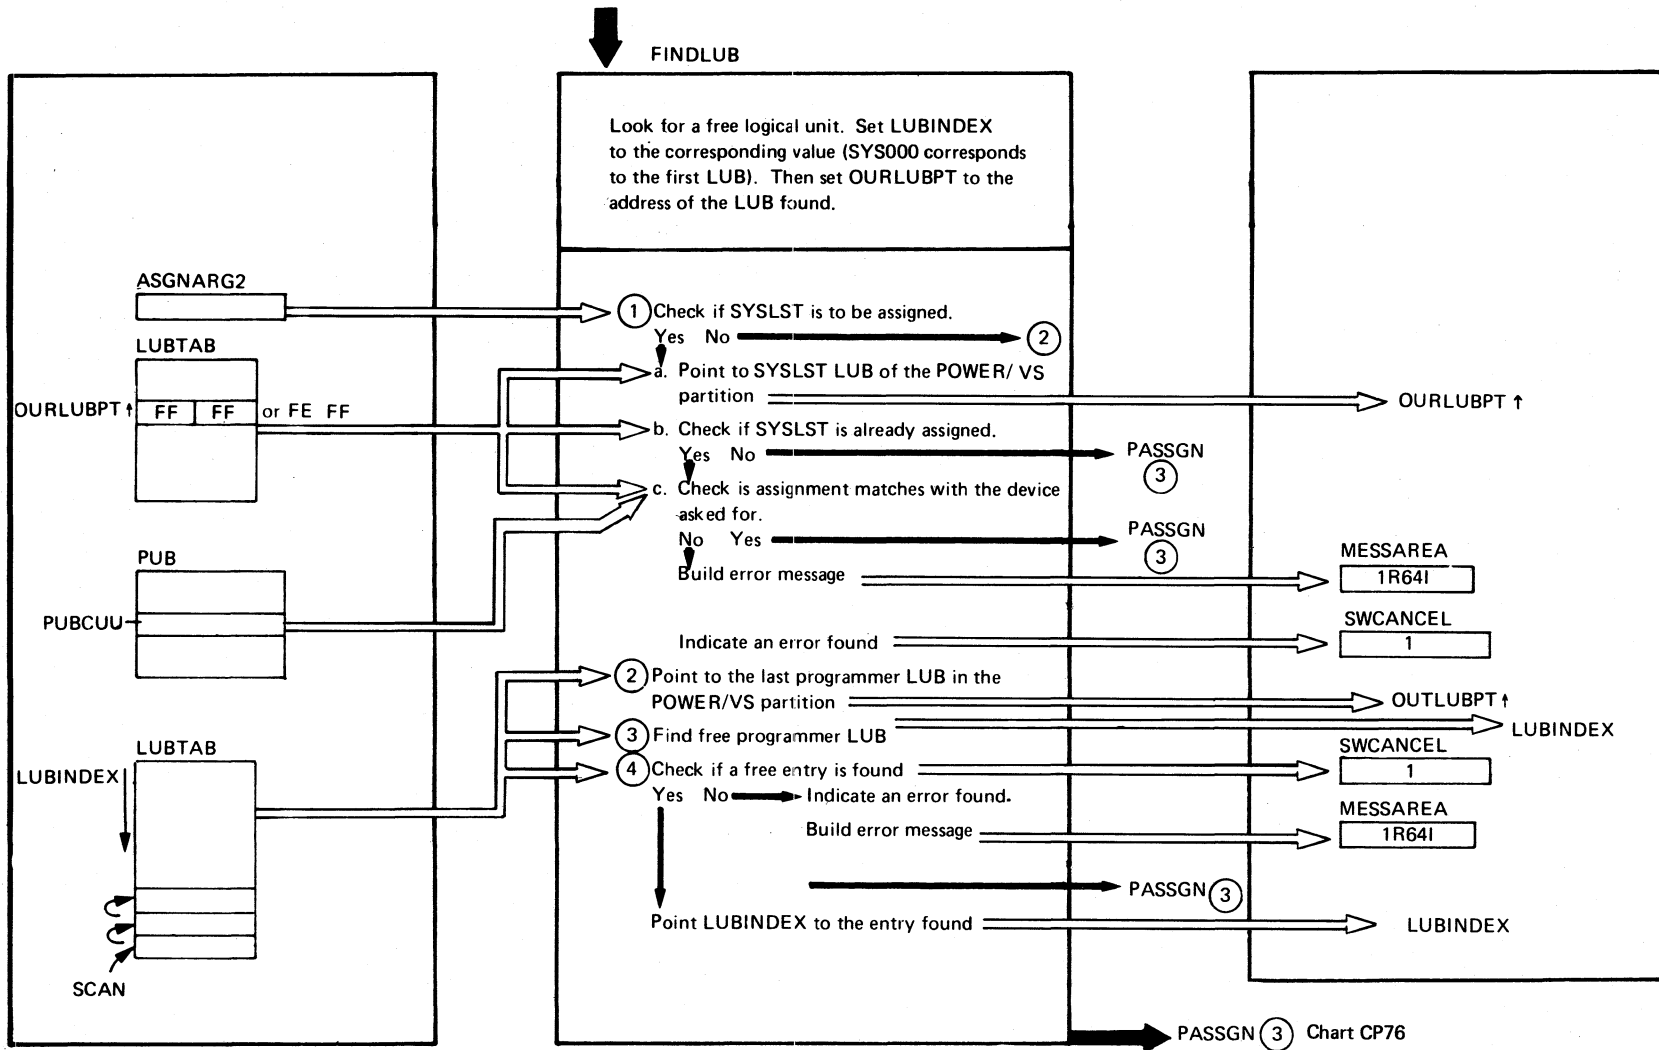 FINDLUB
Look for a free logical unit. Set LUBINDEX
to the corresponding value (SYS000 corresponds
to the first LUB). Then set OURLUBPT to the
address of the LUB found.
ASGNARG2
LUBTAB
OURLUBPT
FF FF or FE FF
PUB
PUBCUU
LUBTAB
LUBINDEX
SCAN
1 Check if SYSLST is to be assigned.
Yes No 2
a. Point to SYSLST LUB of the POWER/ VS
partition
b. Check if SYSLST is already assigned.
Yes No PASSGN
3
c. Check is assignment matches with the device
asked for.
No Yes PASSGN
3
Build error message
Indicate an error found
2 Point to the last programmer LUB in the
POWER/VS partition
3 Find free programmer LUB
4 Check if a free entry is found
Yes No Indicate an error found.
Build error message
PASSGN 3
Point LUBINDEX to the entry found
OURLUBPT
MESSAREA
1R64I
SWCANCEL
1
OUTLUBPT
LUBINDEX
SWCANCEL
1
MESSAREA
1R64I
LUBINDEX
PASSGN 3 Chart CP76